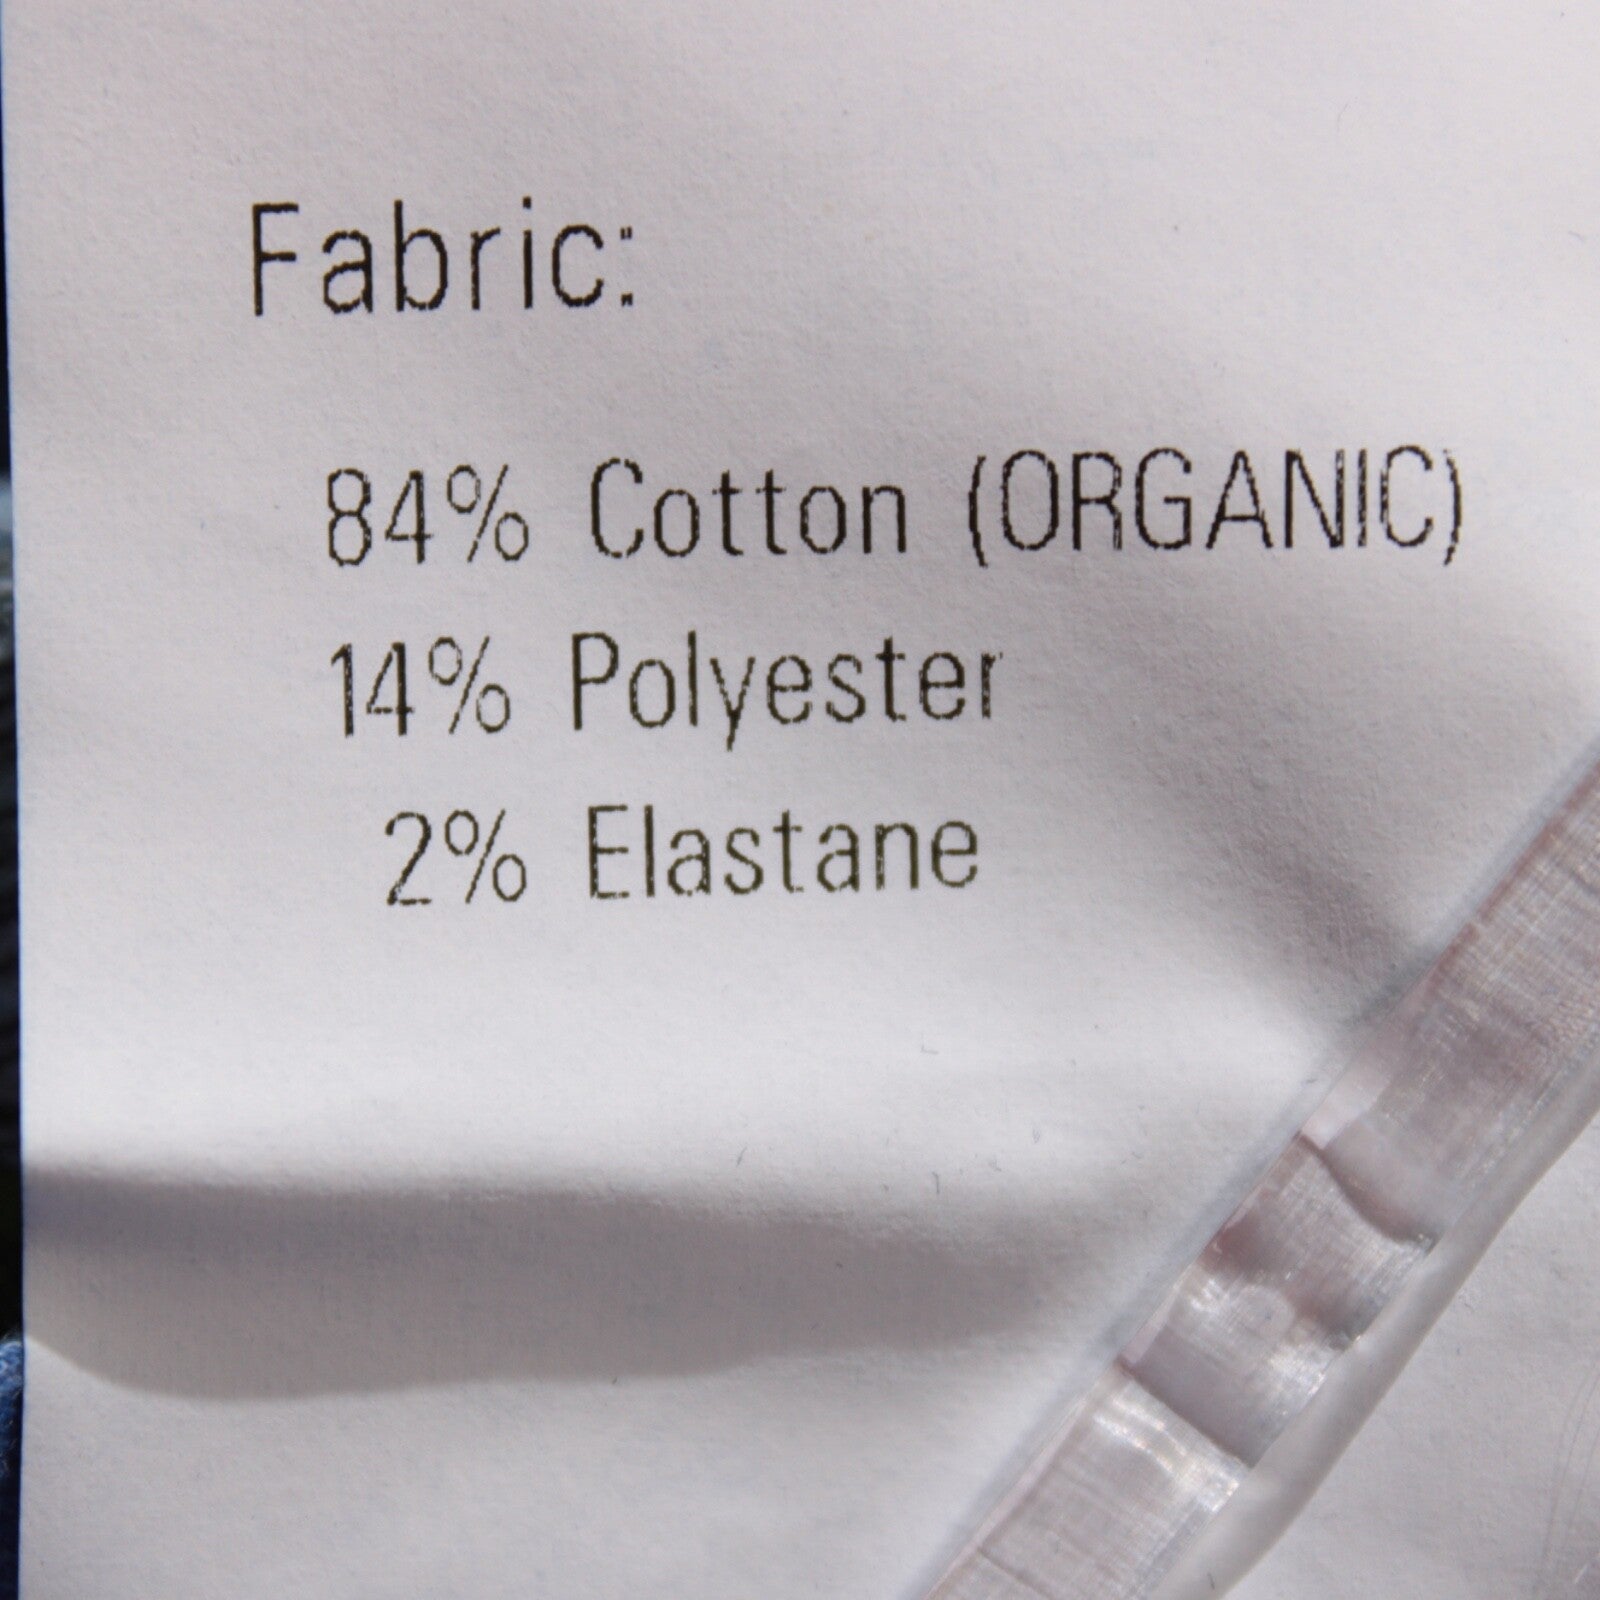 Fabric:
84% Cotton (ORGANIC)
14% Polyester
2% Elastane